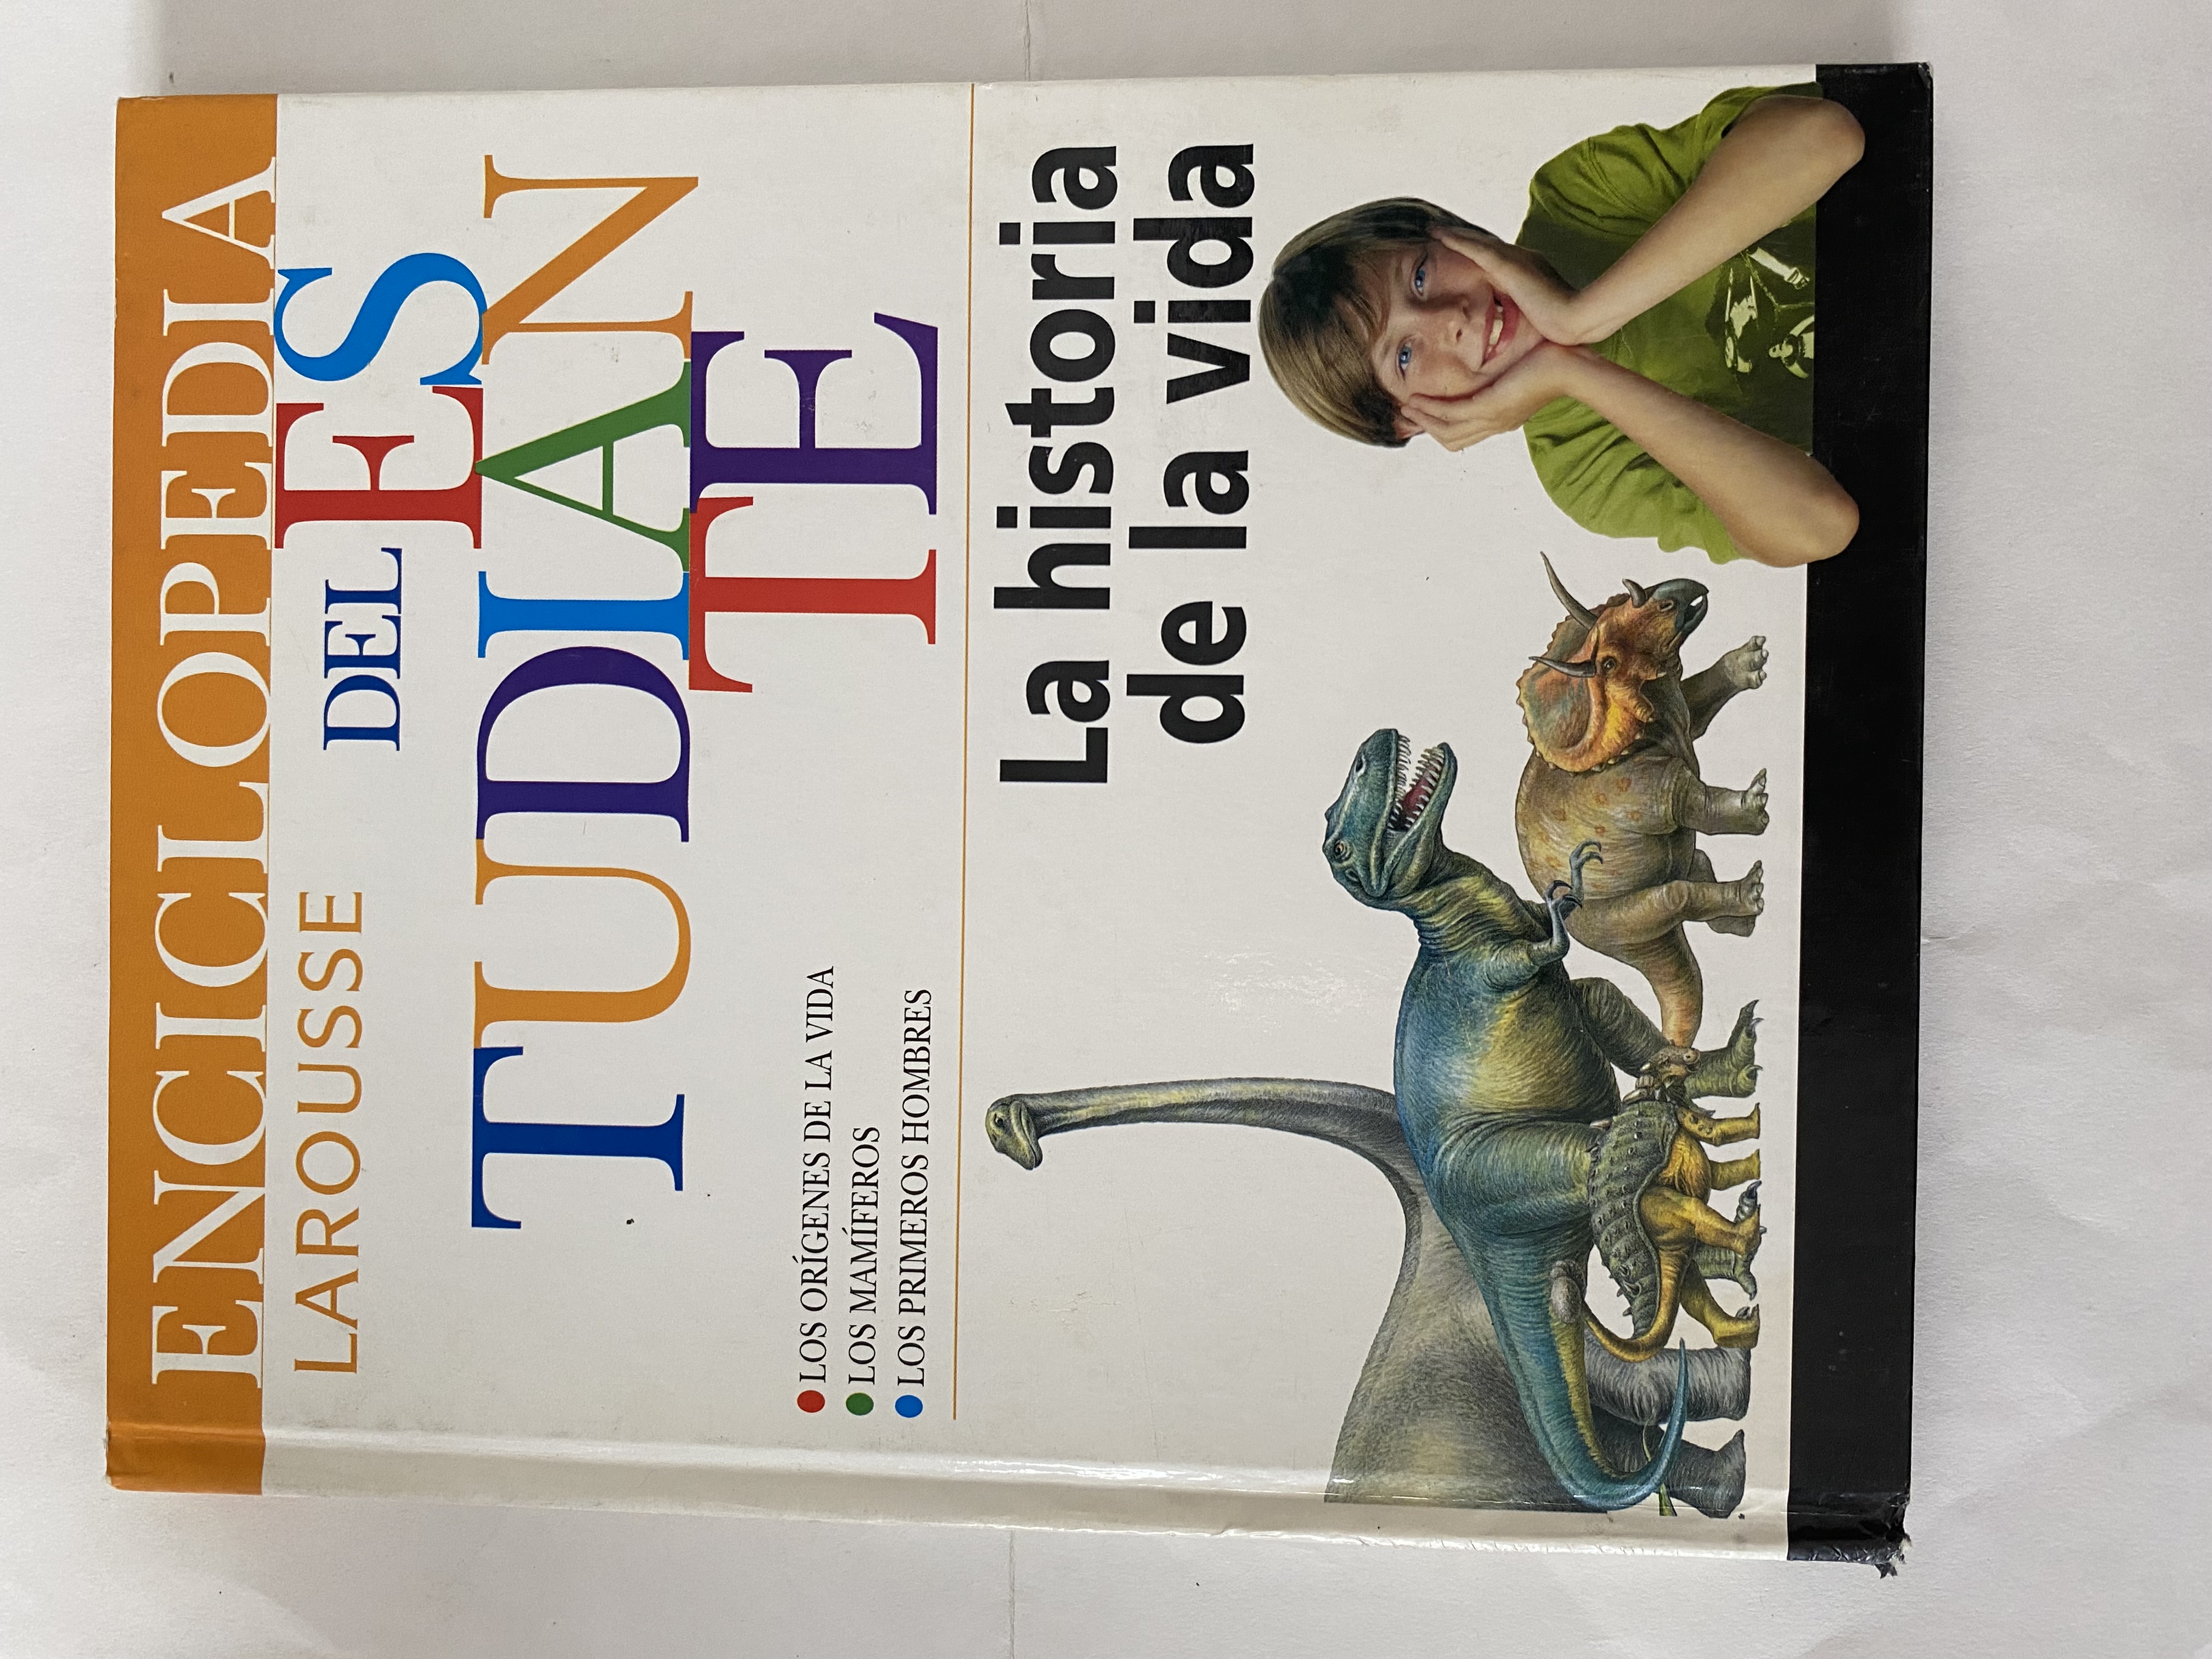 ENCICLOPEDIA
LAROUSSE
DEL ES
TUDIAN
TE
LOS ORÍGENES DE LA VIDA
LOS MAMÍFEROS
LOS PRIMEROS HOMBRES
La historia
de la vida